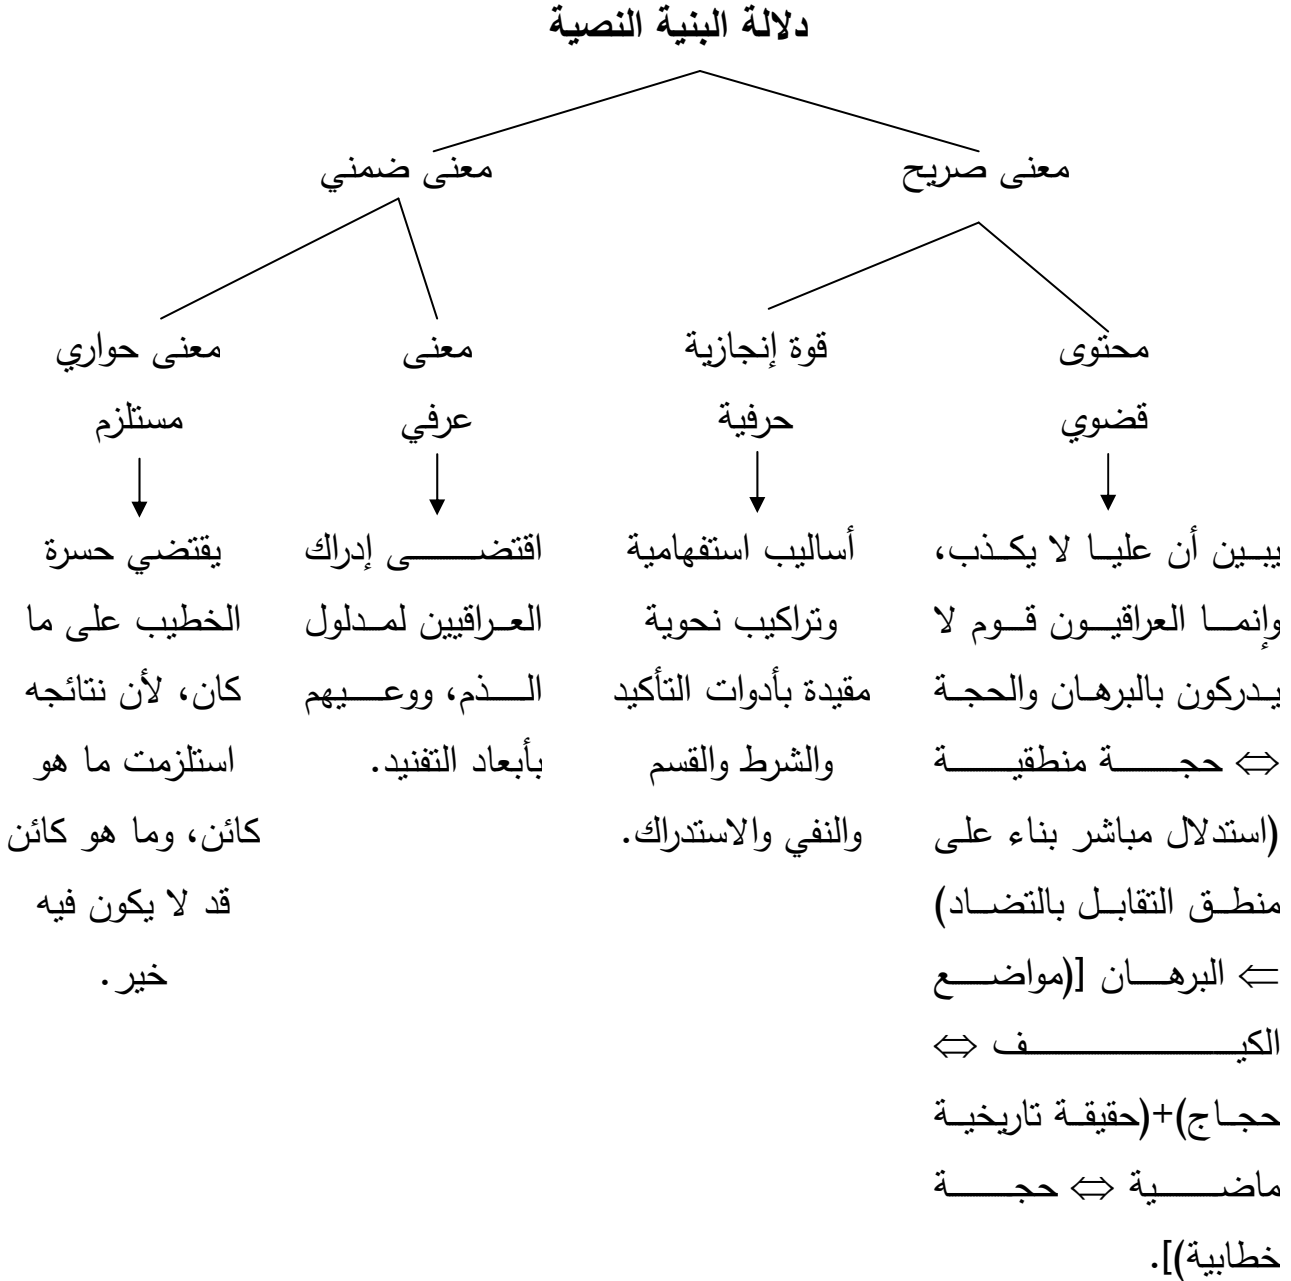 دلالة البنية النصية
معنى صريح
معنى ضمني
محتوى
قضوي
قوة إنجازية
حرفية
معنى
عرفي
معنى حواري
مستلزم
يبين أن عليا لا يكذب،
وإنما العراقيون قوم لا
يدركون بالبرهان والحجة
⇔ حجة منطقية
(استدلال مباشر بناء على
منطق التقابل بالتضاد)
⇐ البرهان [(مواضع
الكيف ⇔
حجاج)+(حقيقة تاريخية
ماضية ⇔ حجة
خطابية)].
أساليب استفهامية
وتراكيب نحوية
مقيدة بأدوات التأكيد
والشرط والقسم
والنفي والاستدراك.
اقتضى إدراك
العراقيين لمدلول
الذم، ووعيهم
بأبعاد التفنيد.
يقتضي حسرة
الخطيب على ما
كان، لأن نتائجه
استلزمت ما هو
كائن، وما هو كائن
قد لا يكون فيه
خير.